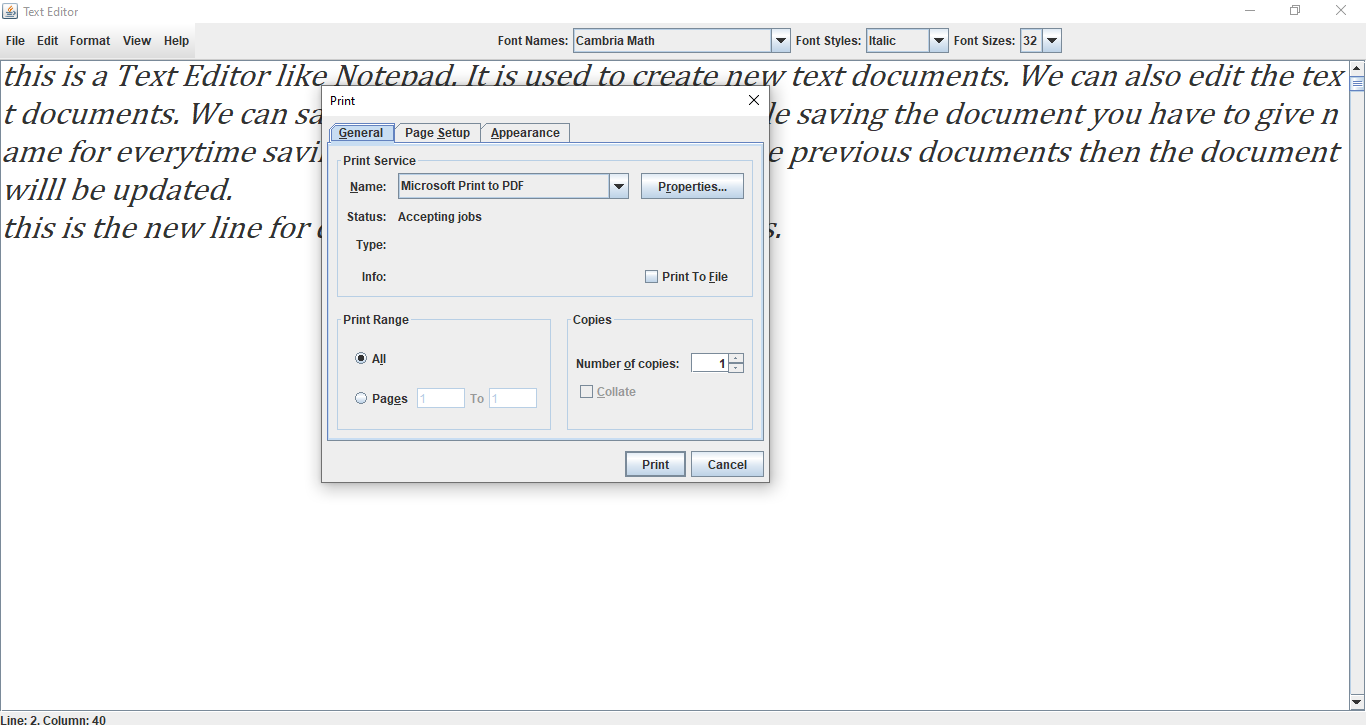 Text Editor
File Edit Format View Help Font Names: Cambria Math Font Styles: Italic Font Sizes: 32
this is a Text Editor like Notepad. It is used to create new text documents. We can also edit the tex
t documents. We can sa le saving the document you have to give n
ame for everytime savi e previous documents then the document
willl be updated.
this is the new line for s.
Print
General Page Setup Appearance
Print Service
Name: Microsoft Print to PDF Properties...
Status: Accepting jobs
Type:
Info: Print To File
Print Range Copies
All
Number of copies: 1
Pages 1 To 1
Collate
Print Cancel
Line: 2, Column: 40